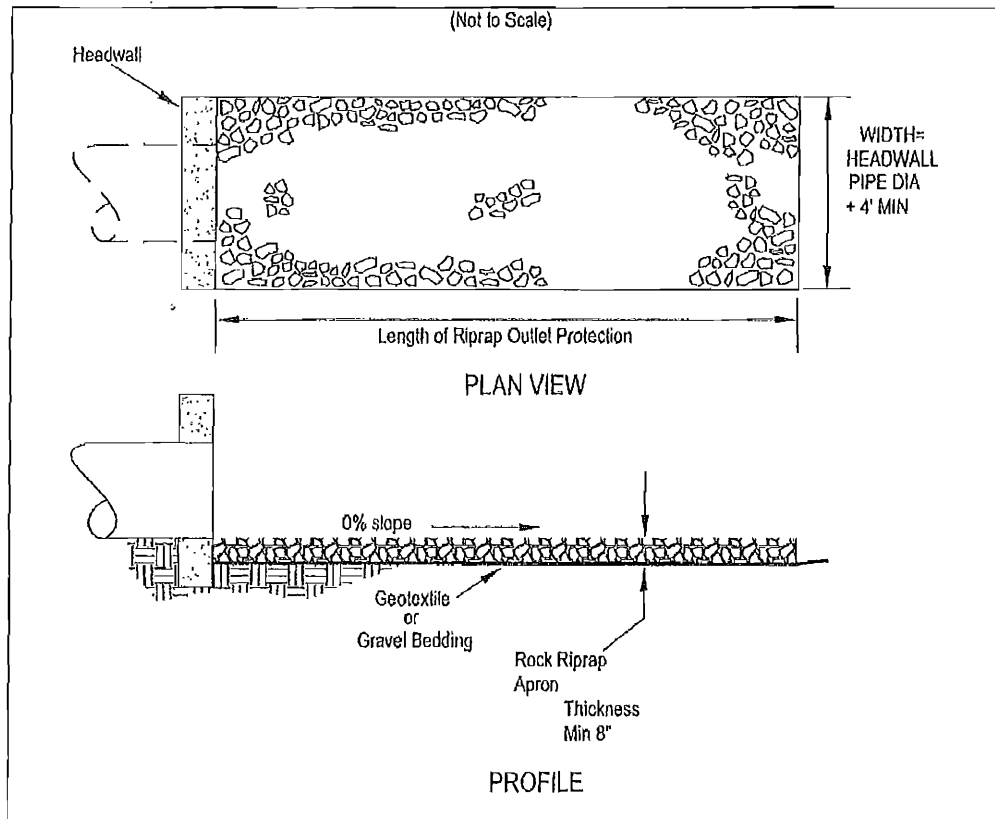 (Not to Scale)
Headwall
WIDTH=
HEADWALL
PIPE DIA
+ 4' MIN
Length of Riprap Outlet Protection
PLAN VIEW
0% slope
Geotextile
or
Gravel Bedding
Rock Riprap
Apron
Thickness
Min 8"
PROFILE